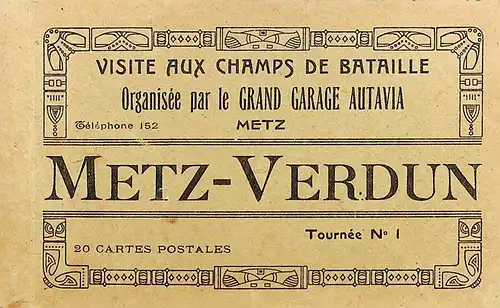 VISITE AUX CHAMPS DE BATAILLE
Organisée par le GRAND GARAGE AUTAVIA
Téléphone 152 METZ
METZ-VERDUN
Tournée Nº 1
20 CARTES POSTALES